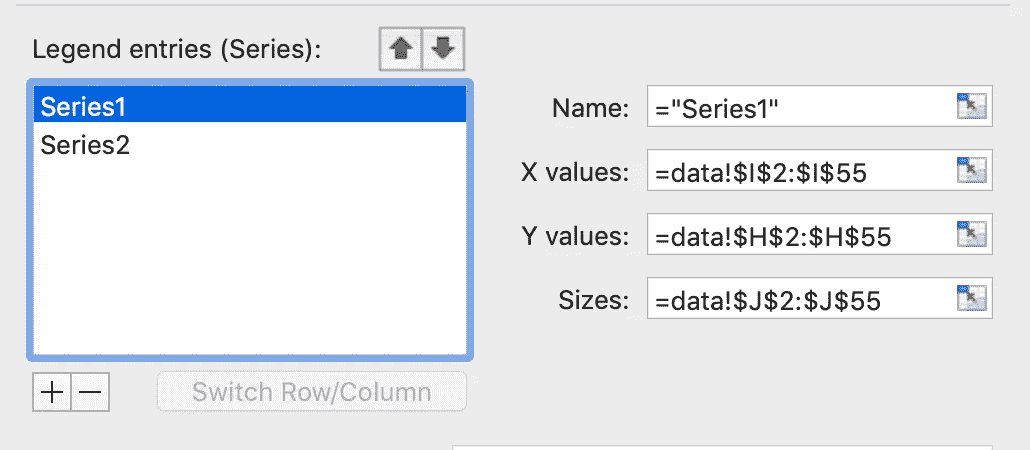 Legend entries (Series):
Series1
Series2
Name: ="Series1"
X values: =data!$I$2:$I$55
Y values: =data!$H$2:$H$55
Sizes: =data!$J$2:$J$55
Switch Row/Column